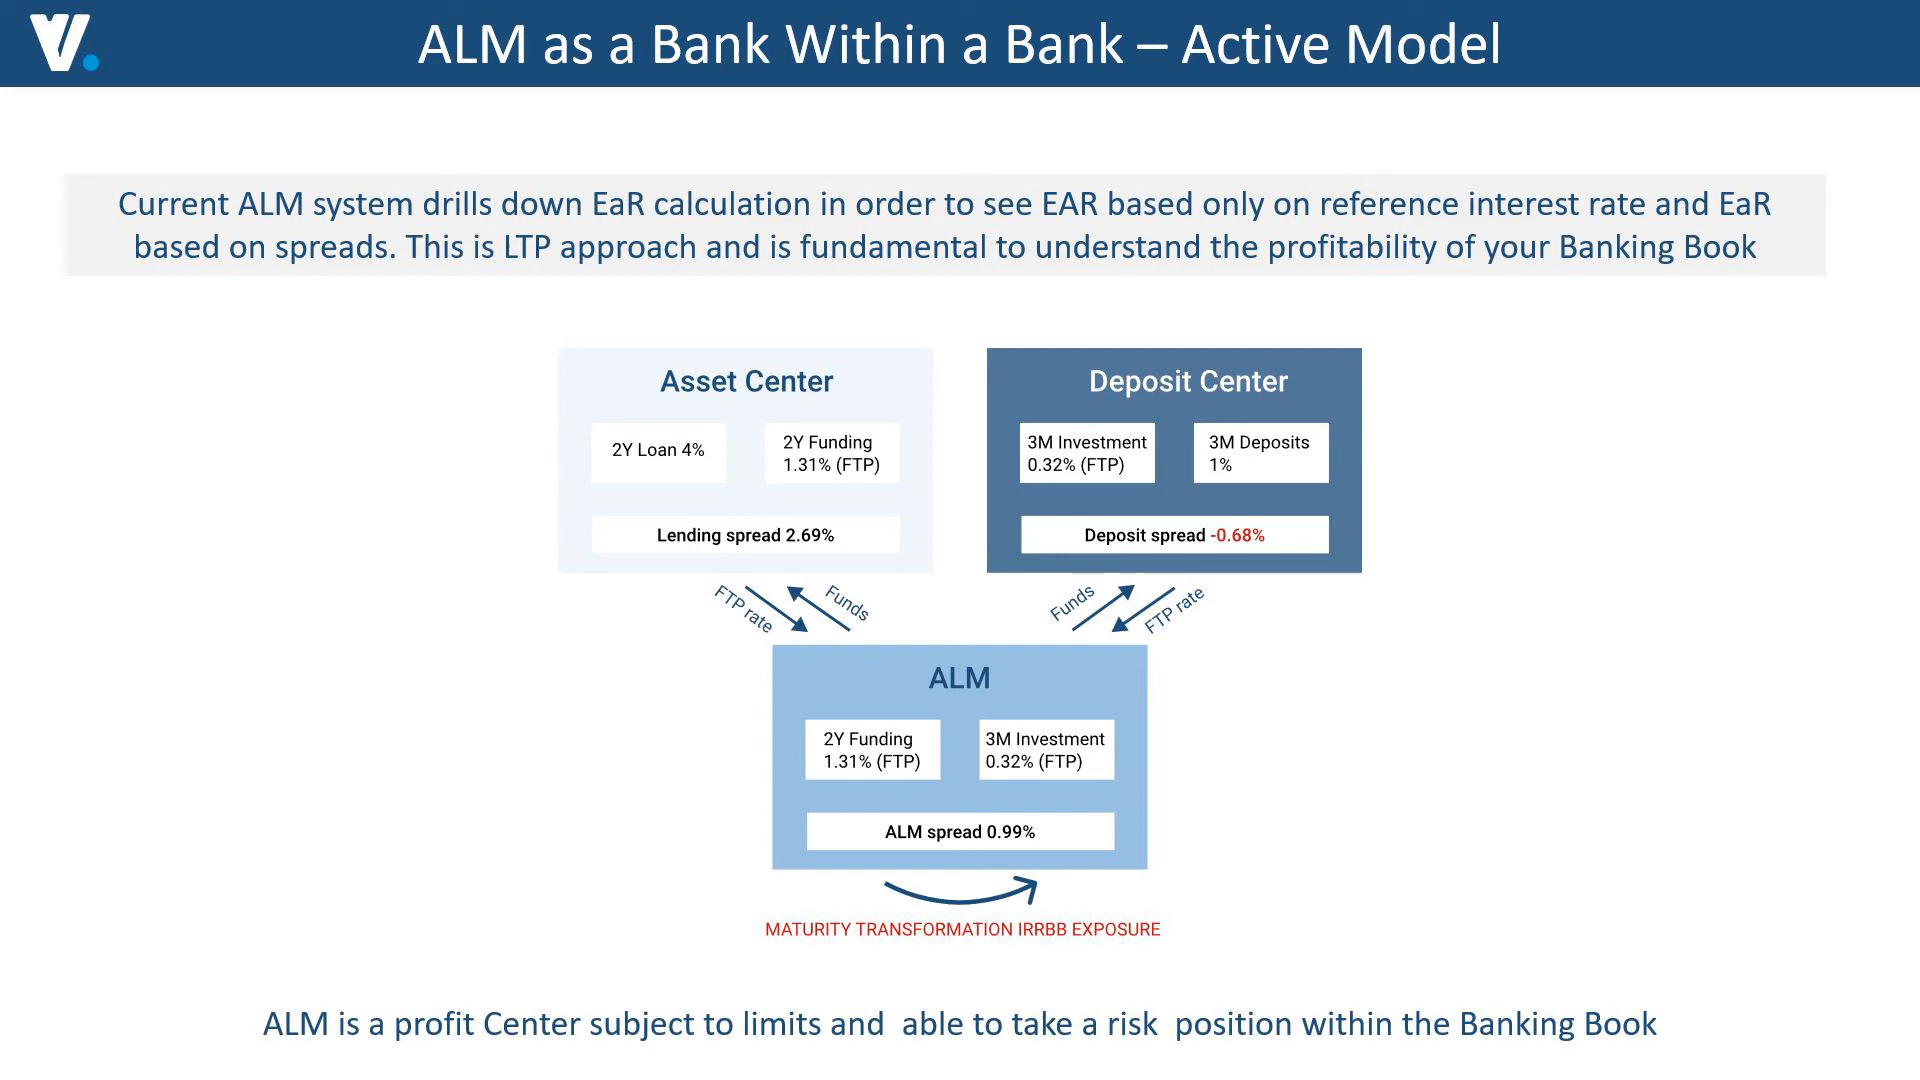 ALM as a Bank Within a Bank – Active Model
Current ALM system drills down EaR calculation in order to see EAR based only on reference interest rate and EaR
based on spreads. This is LTP approach and is fundamental to understand the profitability of your Banking Book
Asset Center
2Y Loan 4%
2Y Funding
1.31% (FTP)
Lending spread 2.69%
Deposit Center
3M Investment
0.32% (FTP)
3M Deposits
1%
Deposit spread -0.68%
FTP rate
Funds
Funds
FTP rate
ALM
2Y Funding
1.31% (FTP)
3M Investment
0.32% (FTP)
ALM spread 0.99%
MATURITY TRANSFORMATION IRRBB EXPOSURE
ALM is a profit Center subject to limits and  able to take a risk  position within the Banking Book